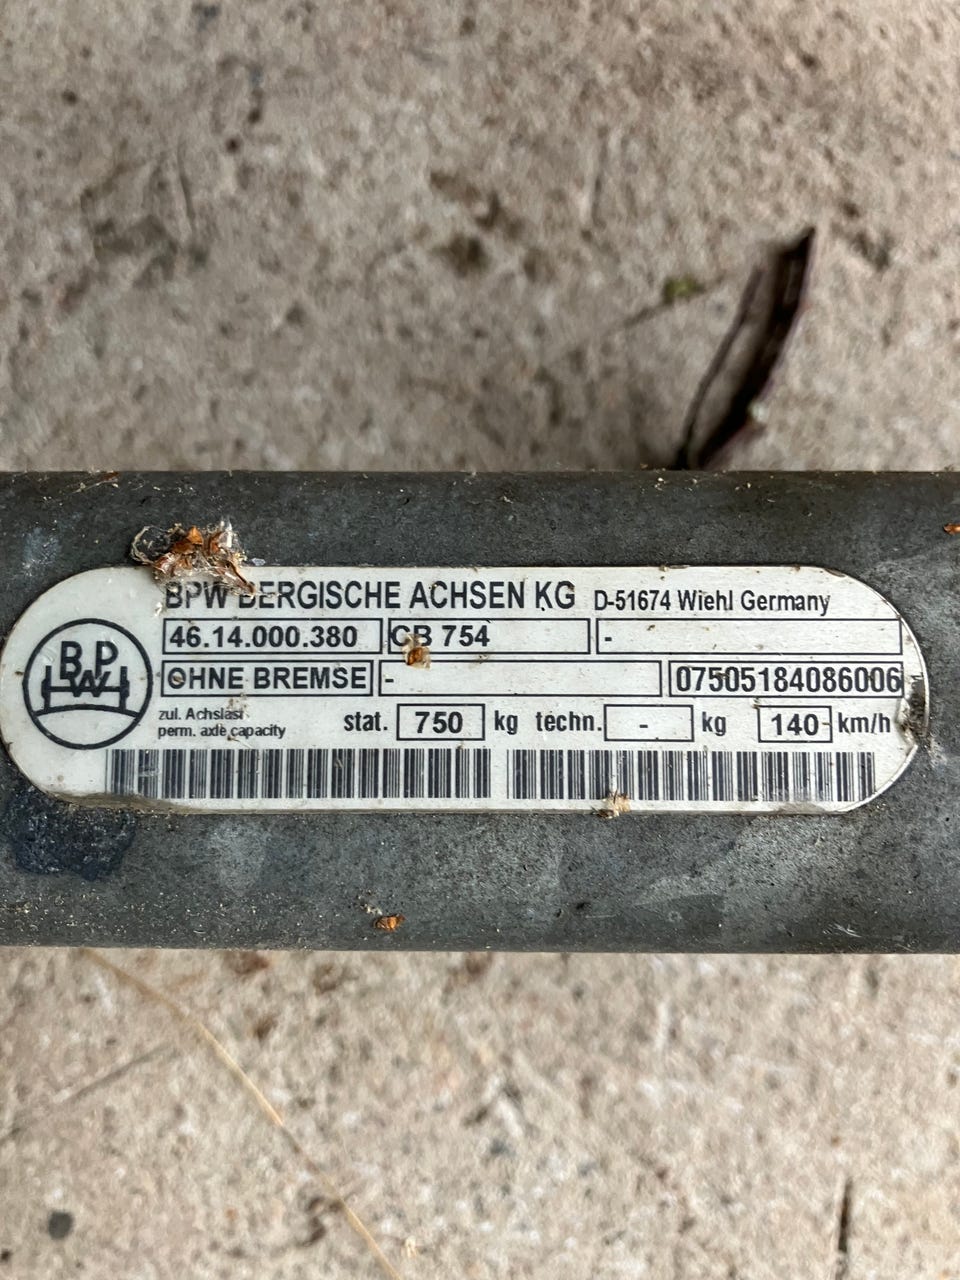 BPW BERGISCHE ACHSEN KG D-51674 Wiehl Germany
BPW
46.14.000.380 CB 754 -
OHNE BREMSE - 07505184086006
zul. Achslast
perm. axle capacity stat. 750 kg techn. - kg 140 km/h